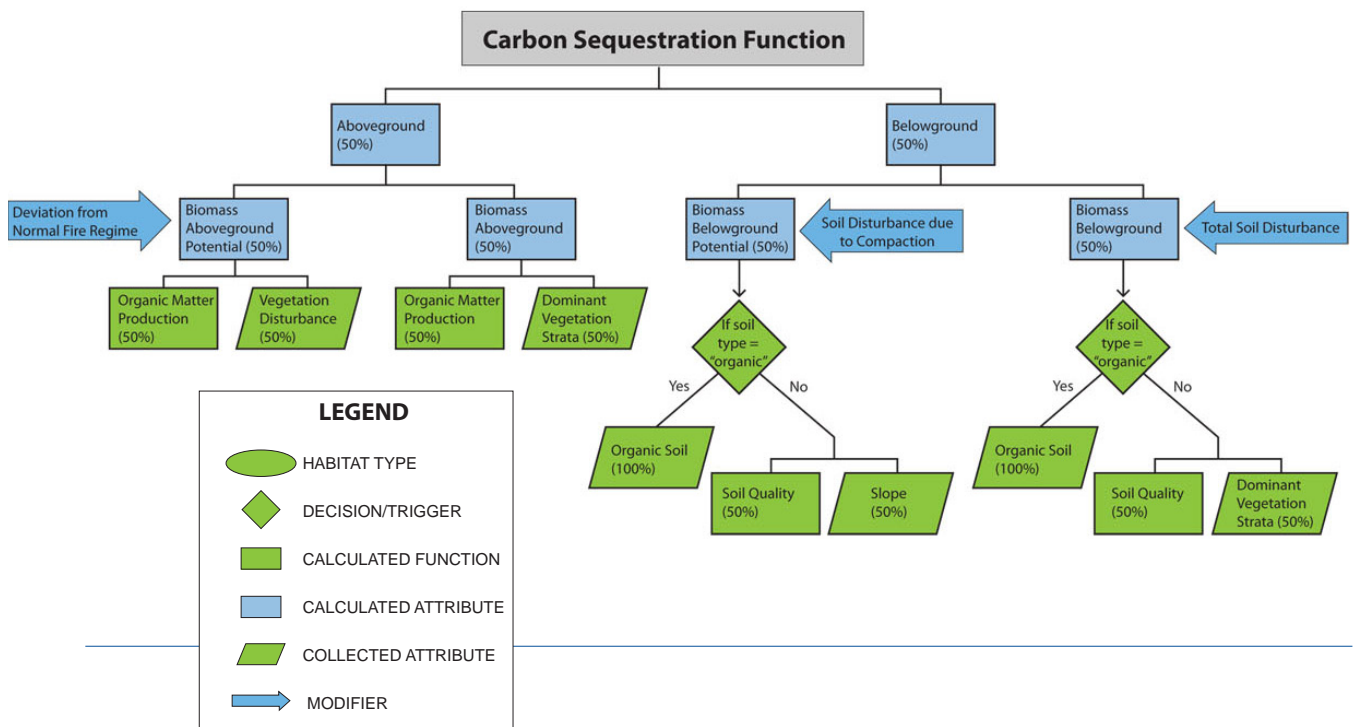 Carbon Sequestration Function
Aboveground
(50%)
Belowground
(50%)
Deviation from
Normal Fire Regime
Biomass
Aboveground
Potential (50%)
Biomass
Aboveground
(50%)
Biomass
Belowground
Potential (50%)
Soil Disturbance due
to Compaction
Biomass
Belowground
(50%)
Total Soil Disturbance
Organic Matter
Production
(50%)
Vegetation
Disturbance
(50%)
Organic Matter
Production
(50%)
Dominant
Vegetation
Strata (50%)
If soil
type =
“organic”
If soil
type =
“organic”
Yes
No
Yes
No
Organic Soil
(100%)
Soil Quality
(50%)
Slope
(50%)
Organic Soil
(100%)
Soil Quality
(50%)
Dominant
Vegetation
Strata (50%)
LEGEND
HABITAT TYPE
DECISION/TRIGGER
CALCULATED FUNCTION
CALCULATED ATTRIBUTE
COLLECTED ATTRIBUTE
MODIFIER